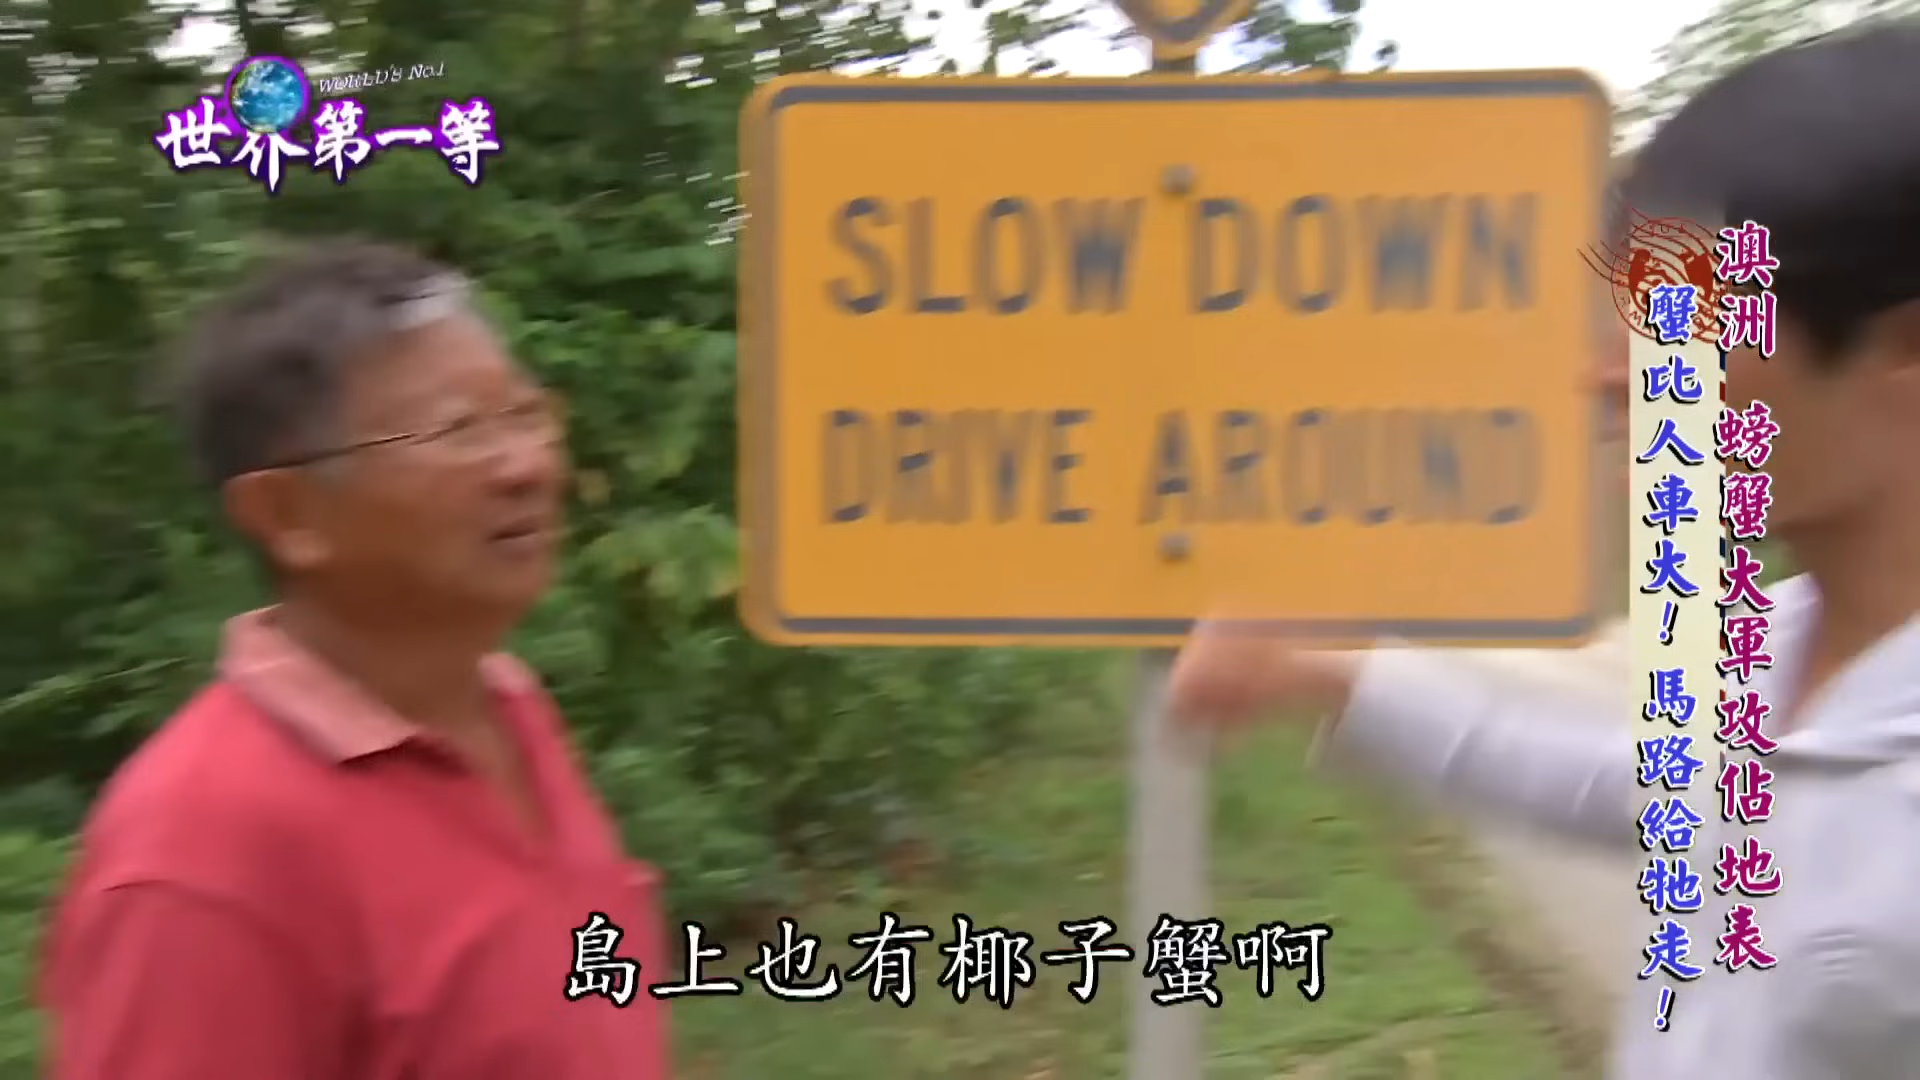 WORLD'S No.1
世界第一等
SLOW DOWN
DRIVE AROUND
澳洲 螃蟹大軍攻佔地表
蟹比人車大！馬路給牠走！
島上也有椰子蟹啊